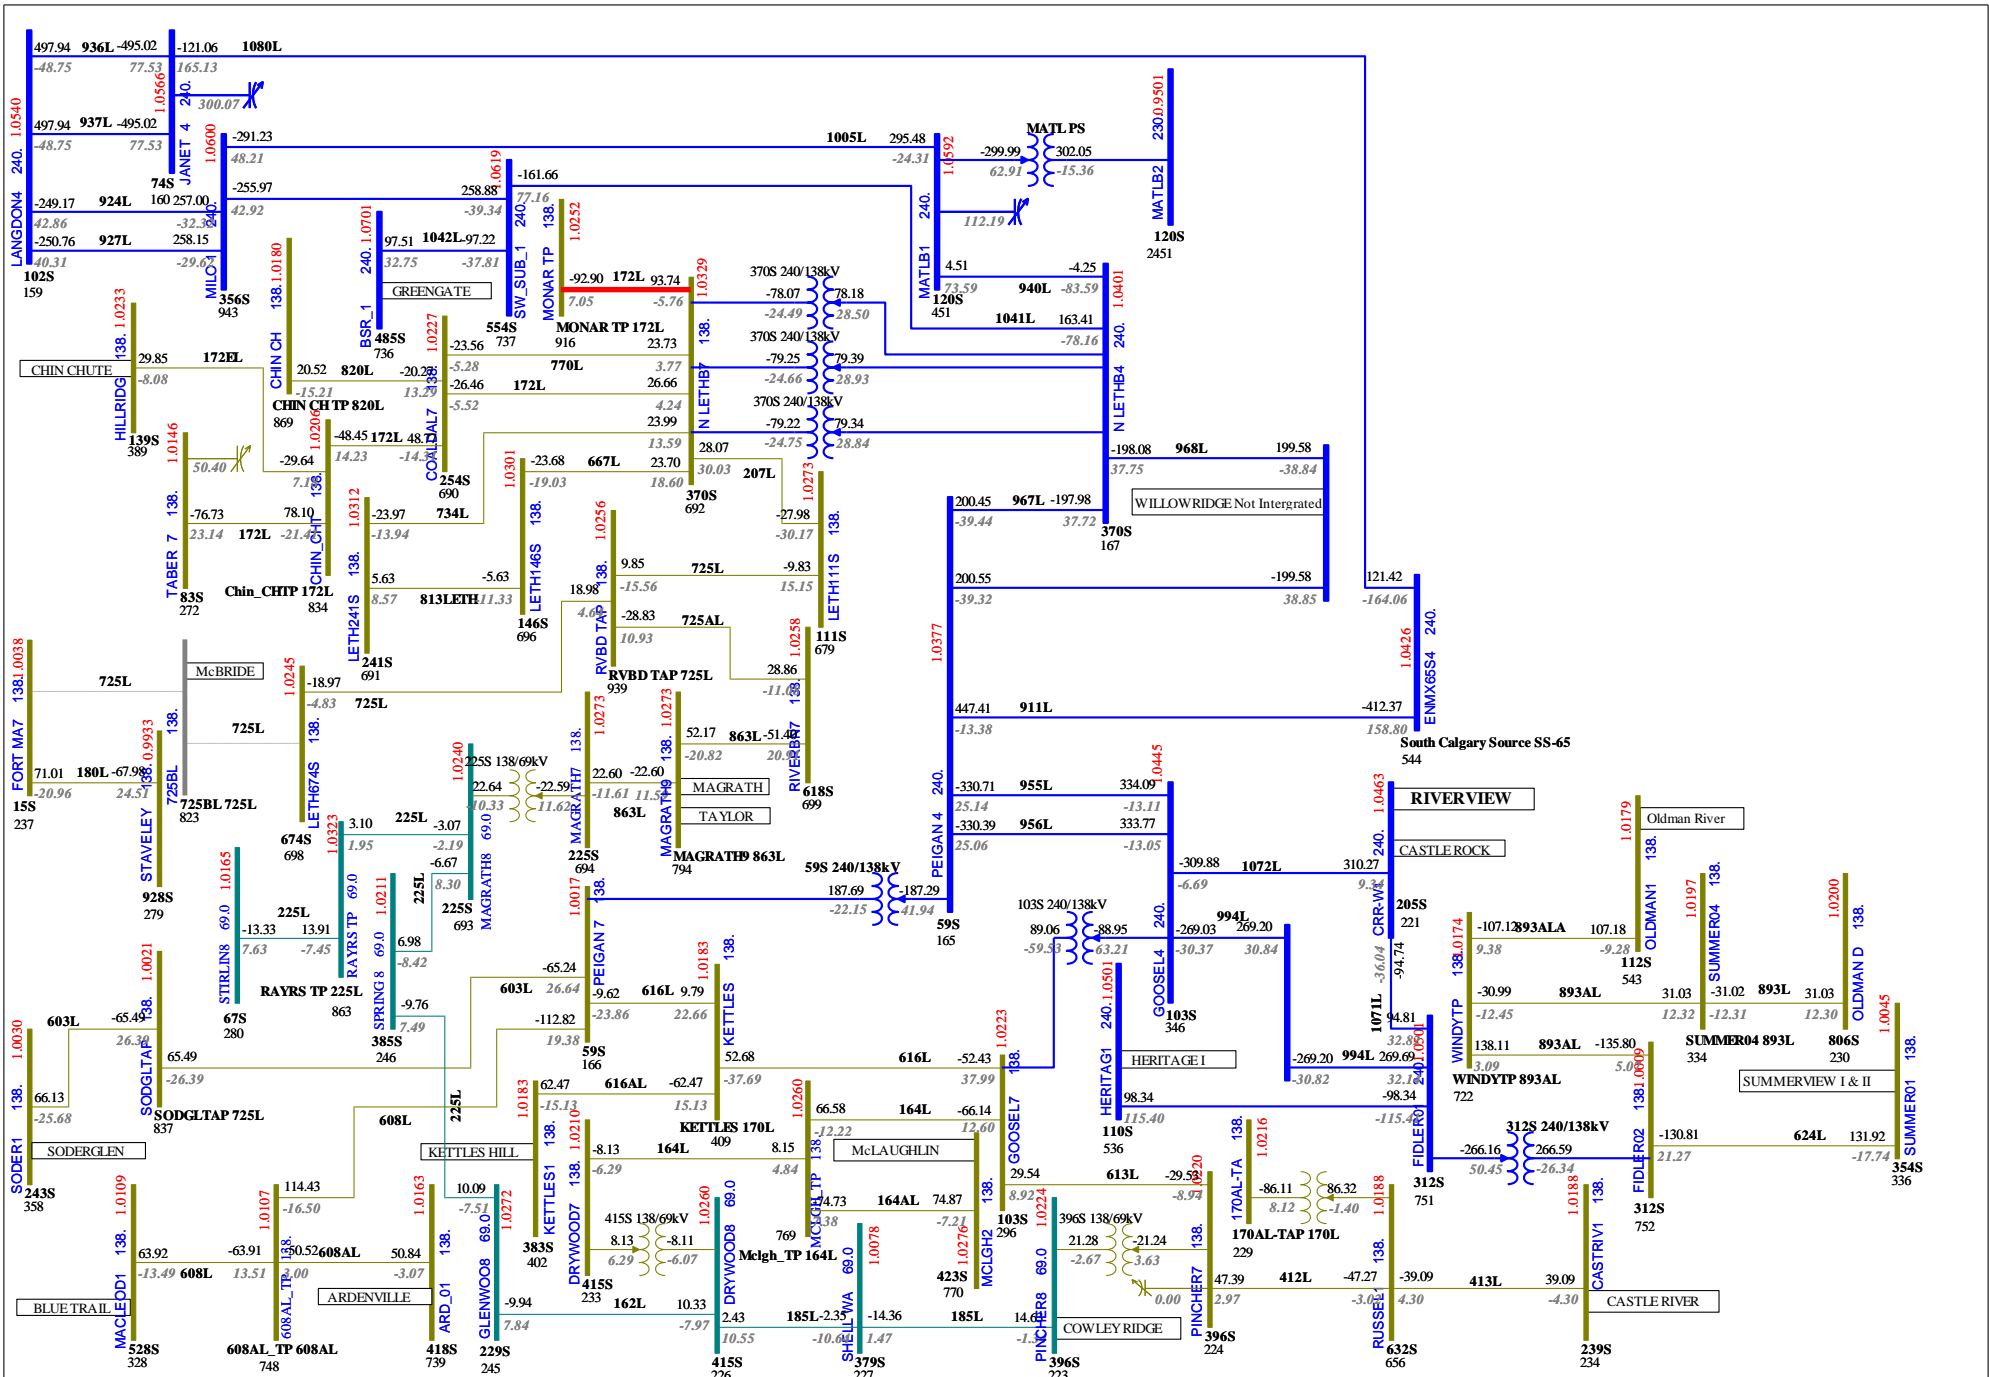 497.94 936L -495.02 -121.06 1080L
-48.75 77.53 165.13
1.0540 1.0566 240. 300.07
497.94 937L -495.02
-48.75 77.53
LANGDON4 240.
JANET 4
74S
160
-249.17 924L 257.00
42.86
-250.76 927L 258.15
40.31
102S
159
1.0600
-291.23 1005L 295.48
48.21 -24.31
-255.97 258.88
42.92 -39.34
MILO 1 240.
356S
943
1.0619
-161.66
77.16
SW_SUB_1 240.
554S
737
1.0701
97.51 1042L -97.22
32.75 -37.81
BSR_1 240.
GREENGATE
485S
736
MONAR TP 138.
1.0252
-92.90 172L 93.74
7.05 -5.76
MONAR TP 172L
916
1.0329
N LETHB7 138.
370S
692
370S 240/138kV
-78.07 78.18
-24.49 28.50
370S 240/138kV
-79.25 79.39
-24.66 28.93
370S 240/138kV
-79.22 79.34
-24.75 28.84
1.0592
MATLB1 240.
-299.99 MATL PS 302.05
62.91 -15.36
112.19
MATLB2 230. 0.9501
120S
2451
4.51 940L -4.25
73.59 -83.59
120S
451
1041L 163.41
-78.16
1.0401
N LETHB4 240.
370S
167
-198.08 968L 199.58
37.75 -38.84
WILLOWRIDGE Not Intergrated
200.45 967L -197.98
-39.44 37.72
200.55 -199.58
-39.32 38.85
121.42
-164.06
ENMX65S4 240.
1.0426
447.41 911L -412.37
-13.38 158.80
South Calgary Source SS-65
544
1.0377
PEIGAN 4 240.
59S
165
1.0233
HILLRIDG 138.
29.85 172EL
-8.08
CHIN CHUTE
139S
389
CHIN CH 138. 1.0180
20.52 820L
-15.21 13.29
CHIN CH TP 820L
869
1.0227
COALDAL7 138.
-23.56 770L 23.73
-5.28 3.77
-26.46 172L 26.66
-5.52 4.24
254S
690
1.0206
-48.45 172L
14.23
-29.64
CHIN_CHT 138.
Chin_CHTP 172L
834
1.0146
50.40
TABER 7 138.
-76.73 172L 78.10
23.14
83S
272
1.0312
-23.97 734L 23.99
-13.94 13.59
LETH241S 138.
5.63 813LETH -5.63
8.57 -11.33
241S
691
1.0301
-23.68 667L 23.70
-19.03 18.60
LETH146S 138.
146S
696
28.07 207L -27.98
30.03 -30.17
1.0273
LETH111S 138.
111S
679
1.0256
RVBD TAP 138.
9.85 725L -9.83
-15.56 15.15
18.98
-28.83 725AL 28.86
10.93
RVBD TAP 725L
939
1.0258
RIVERBR7 138.
618S
699
1.0038
FORT MA7 138.
725L
McBRIDE
725L
71.01 180L -67.98
-20.96 24.51
15S
237
0.9933
STAVELEY 138.
928S
279
725BL 138.
725BL 725L
823
1.0245
-18.97 725L
-4.83
LETH674S 138.
674S
698
1.0273
MAGRATH7 138.
22.60 863L -22.60
-11.61
225S
694
1.0273
MAGRATH9 138.
52.17 863L
-20.82
MAGRATH
TAYLOR
MAGRATH9 863L
794
1.0240
225S 138/69kV
22.64 -22.59
-10.33 11.62
MAGRATH8 69.0
225S
693
1.0323
3.10 225L -3.07
1.95 -2.19
-6.67
8.30
225L
RAYRS TP 69.0
RAYRS TP 225L
863
1.0165
STIRLIN8 69.0
-13.33 225L 13.91
7.63 -7.45
67S
280
1.0211
SPRING 8 69.0
6.98
-8.42
-9.76
7.49
385S
246
225L
1.0017
PEIGAN 7 138.
187.69 59S 240/138kV -187.29
-22.15 41.94
-65.24 603L
26.64
-9.62 616L 9.79
-23.86 22.66
-112.82
19.38
59S
166
1.0183
KETTLES 138.
52.68 616L -52.43
-37.69 37.99
KETTLES 170L
409
-330.71 955L 334.09
25.14 -13.11
-330.39 956L 333.77
25.06 -13.05
1.0445
GOOSEL4 240.
-309.88 1072L 310.27
-6.69
103S
346
103S 240/138kV
89.06 -88.95
-59.53 63.21
-269.03 994L 269.20
-30.37 30.84
1.0463
RIVERVIEW
CASTLE ROCK
240.
205S
221
-36.04
-94.74
1071L
94.81
-269.20 994L 269.69
-30.82
FIDLER01 240. 1.0501
312S
751
HERITAG1 240. 1.0501
HERITAGE I
98.34 -98.34
115.40
110S
536
1.0174
WINDYTP 138.
893ALA 107.18
9.38 -9.28
-30.99 893AL 31.03
-12.45 12.32
138.11 893AL -135.80
3.09
WINDYTP 893AL
722
1.0179
Oldman River
OLDMAN1 138.
112S
543
1.0197
SUMMER04 138.
-31.02 893L 31.03
-12.31 12.30
SUMMER04 893L
334
1.0200
OLDMAN D 138.
806S
230
1.0045
SUMMERVIEW I & II
SUMMER01 138.
354S
336
1.0009
FIDLER02 138.
-130.81 624L 131.92
21.27 -17.74
312S
752
312S 240/138kV
-266.16 266.59
50.45 -26.34
1.0021
SODGLTAP 138.
603L -65.49
65.49
-26.39
SODGLTAP 725L
837
1.0030
SODER1 138.
66.13
-25.68
SODERGLEN
243S
358
1.0109
MACLEOD1 138.
63.92 608L -63.91
-13.49 13.51
BLUE TRAIL
528S
328
1.0107
114.43 608L
-16.50
608AL_TP 138.
608AL 50.84
-3.07
608AL_TP 608AL
748
1.0163
ARDENVILLE
ARD_01 138.
418S
739
10.09
-7.51
1.0272
GLENWOO8 69.0
-9.94 162L 10.33
7.84 -7.97
229S
245
1.0183
62.47 616AL -62.47
-15.13 15.13
KETTLES HILL
KETTLES1 138.
383S
402
1.0210
DRYWOOD7 138.
-8.13 164L 8.15
-6.29 4.84
415S 138/69kV
8.13 -8.11
6.29 -6.07
415S
233
1.0260
DRYWOOD8 69.0
2.43 185L -2.35
10.55
415S
226
1.0260
66.58 164L -66.14
-12.22 12.60
MCLGH_TP 138.
164AL 74.87
-7.21
769
Mclgh_TP 164L
McLAUGHLIN
1.0276
MCLGH2 138.
423S
770
1.0078
SHELL WA 69.0
-14.36 185L
1.47
379S
227
1.0223
GOOSEL7 138.
29.54 613L
8.92
103S
296
1.0224
PINCHER8 69.0
396S 138/69kV
21.28 -21.24
-2.67 3.63
COWLEY RIDGE
396S
223
PINCHER7 138.
0.00
47.39 412L -47.27
2.97
396S
224
1.0216
170AL-TA 138.
-86.11 86.32
8.12 -1.40
170AL-TAP 170L
229
1.0188
RUSSEL1 138.
-39.09 413L 39.09
4.30 -4.30
632S
656
1.0188
CASTRIV1 138.
CASTLE RIVER
239S
234